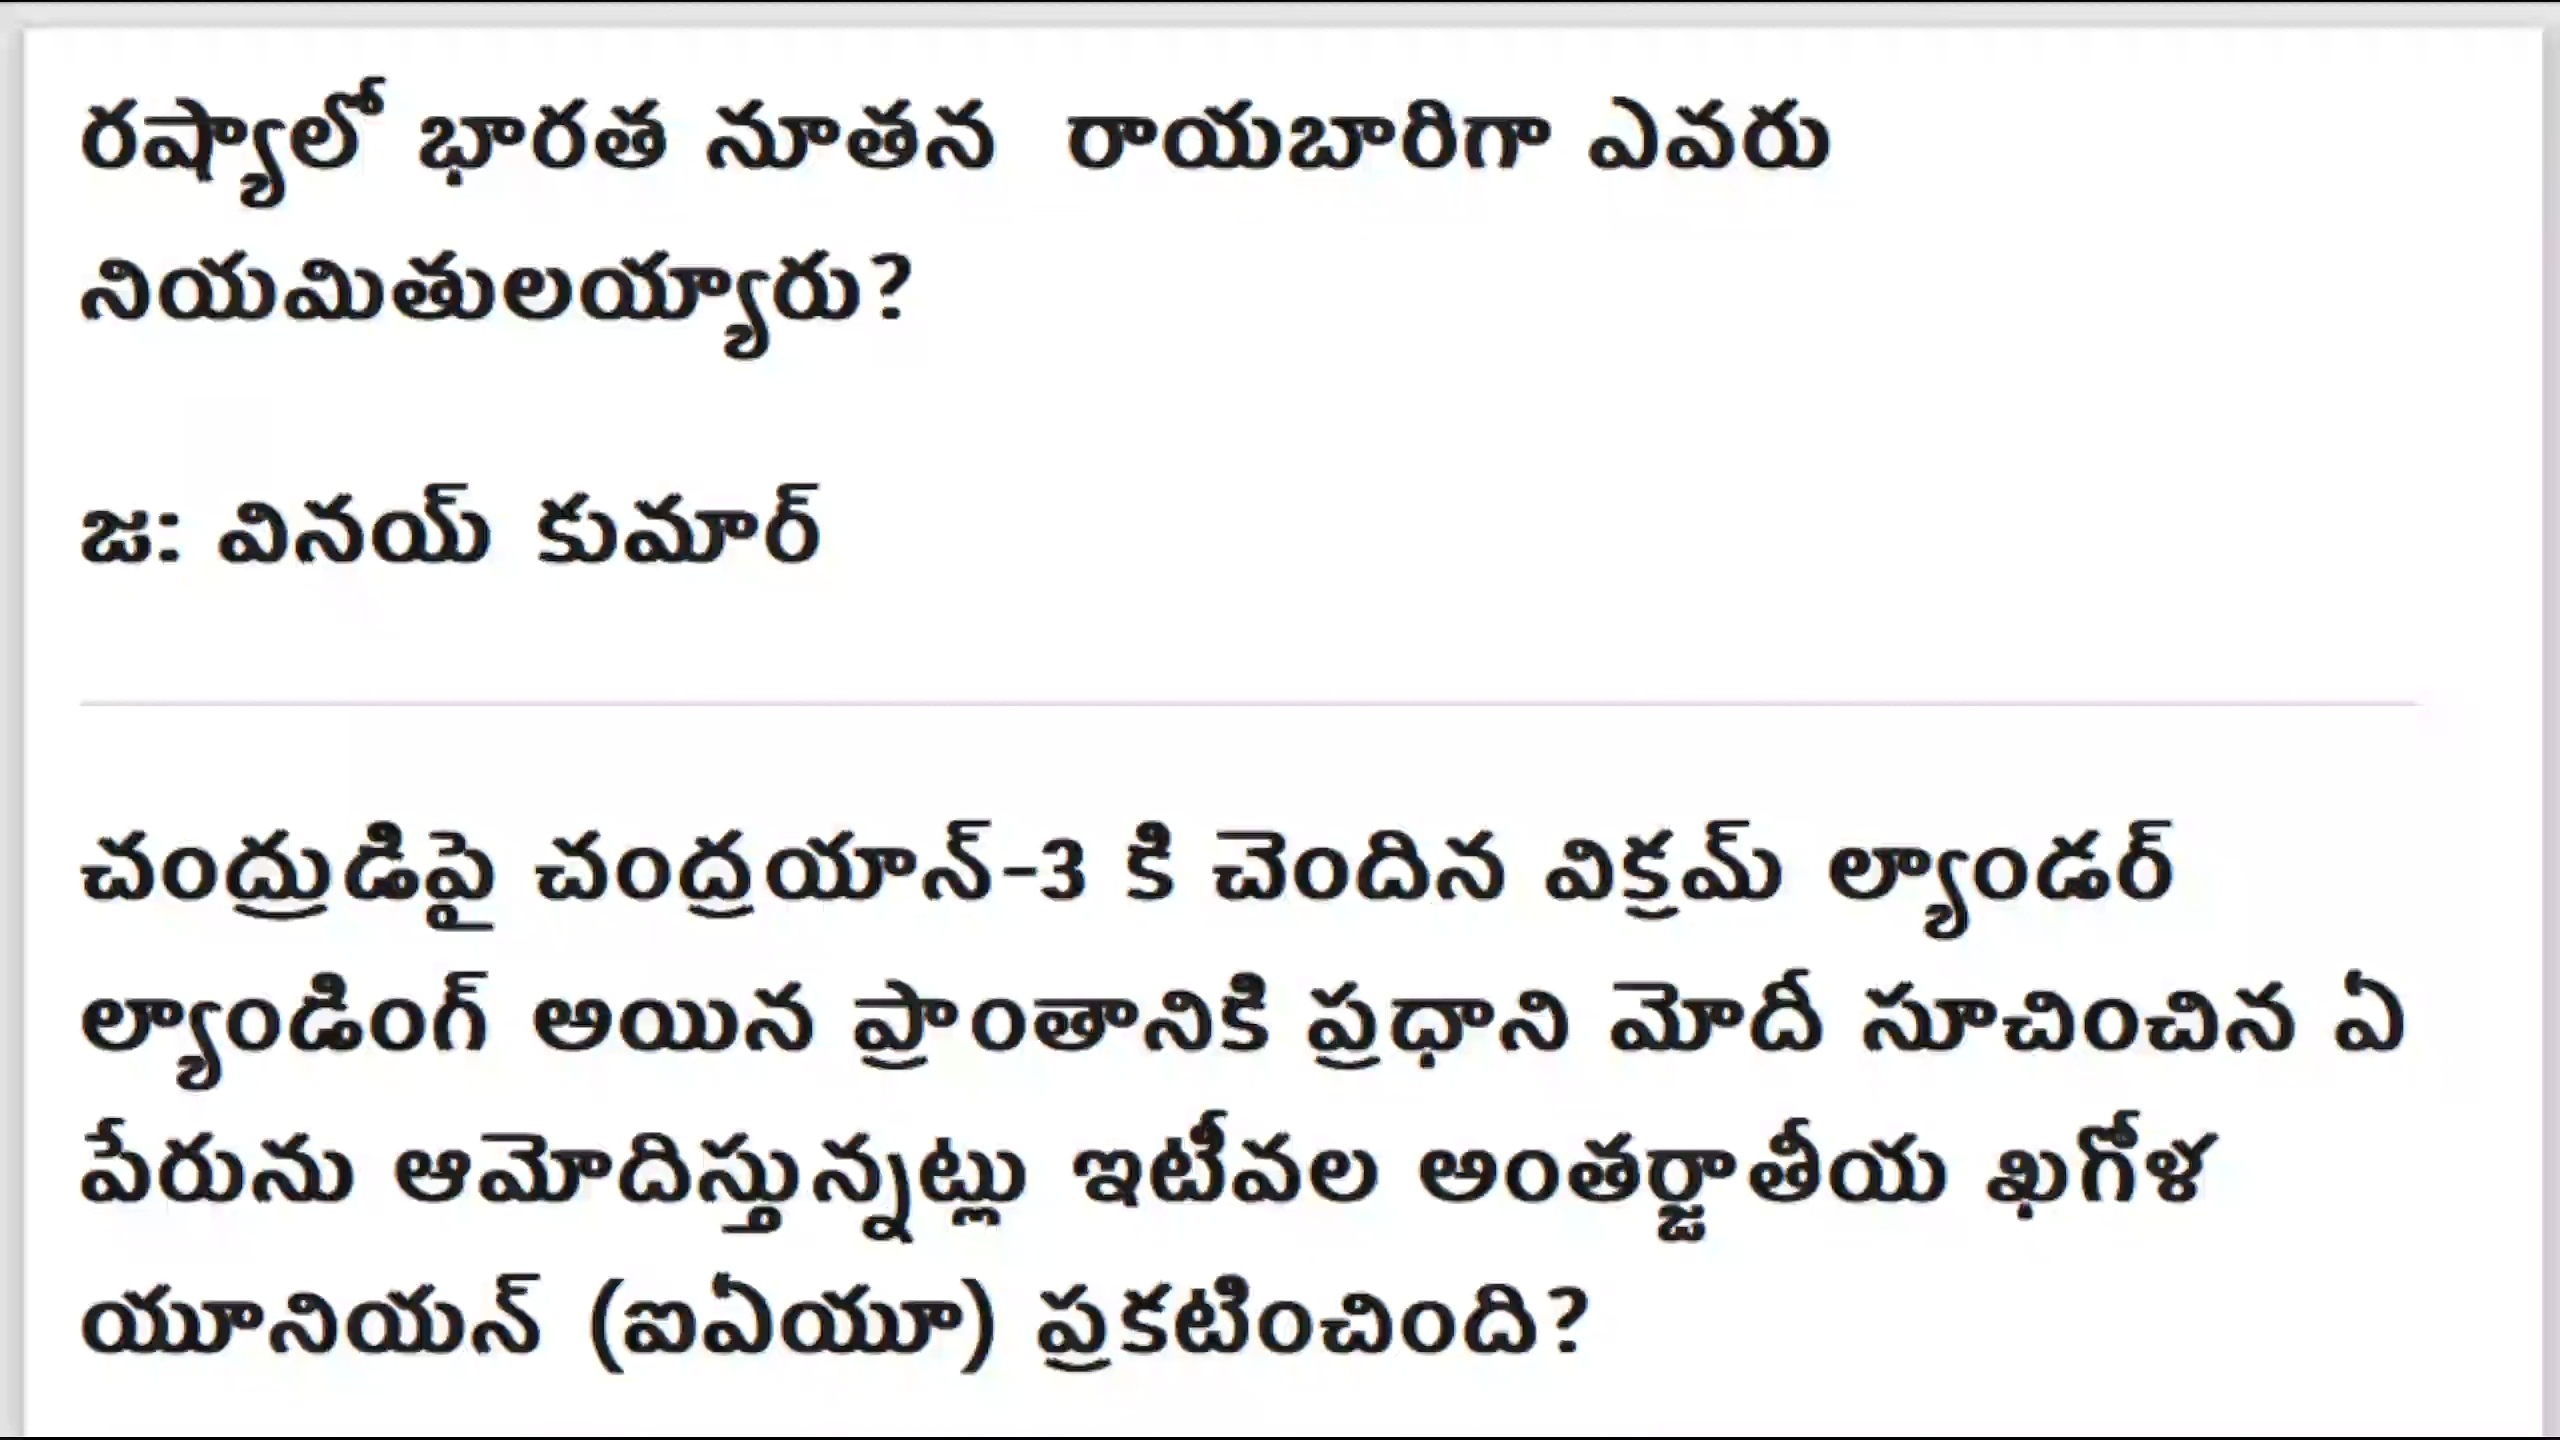 రష్యాలో భారత నూతన రాయబారిగా ఎవరు
నియమితులయ్యారు?
జ: వినయ్ కుమార్
చంద్రుడిపై చంద్రయాన్-3 కి చెందిన విక్రమ్ ల్యాండర్
ల్యాండింగ్ అయిన ప్రాంతానికి ప్రధాని మోదీ సూచించిన ఏ
పేరును ఆమోదిస్తున్నట్లు ఇటీవల అంతర్జాతీయ ఖగోళ
యూనియన్ (ఐఏయూ) ప్రకటించింది?